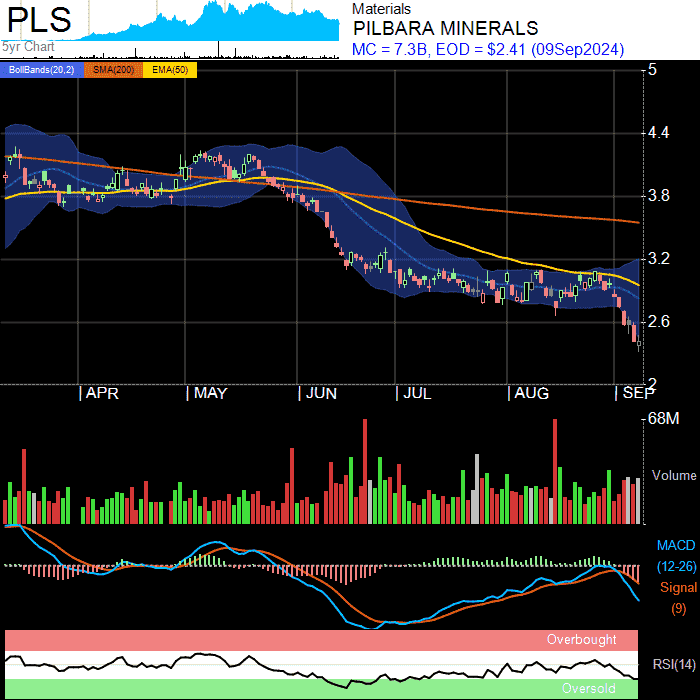 PLS
5yr Chart
Materials
PILBARA MINERALS
MC = 7.3B, EOD = $2.41 (09Sep2024)
BollBands(20,2) SMA(200) EMA(50)
5
4.4
3.8
3.2
2.6
2
APR MAY JUN JUL AUG SEP
68M
Volume
MACD
(12-26)
Signal
(9)
Overbought
RSI(14)
Oversold